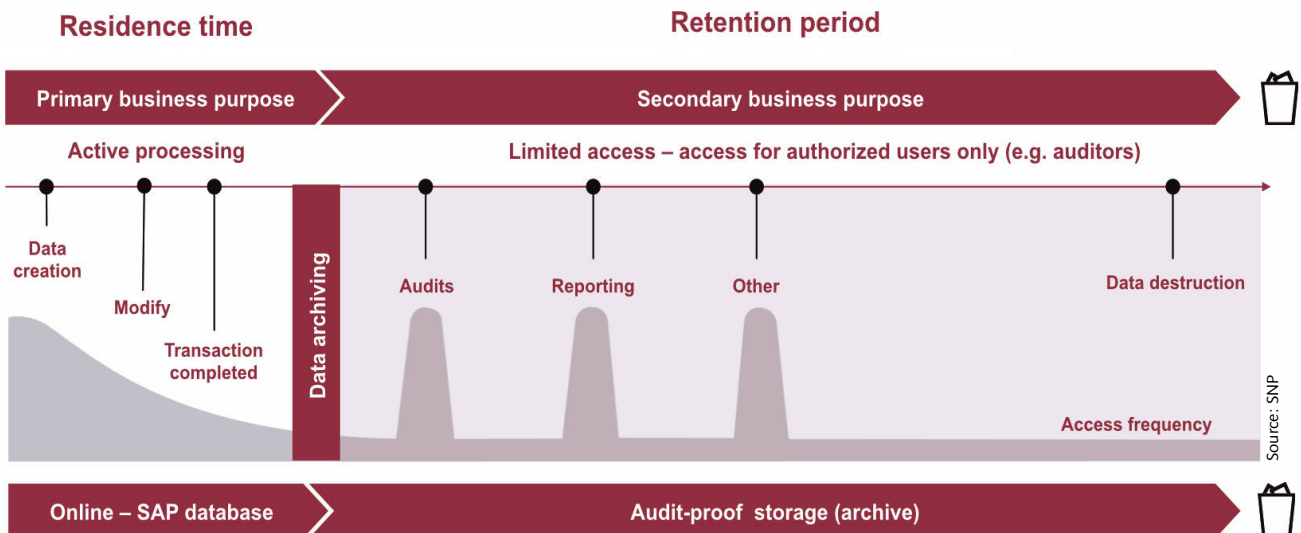 Residence time
Retention period
Primary business purpose
Secondary business purpose
Active processing
Limited access – access for authorized users only (e.g. auditors)
Data
creation
Modify
Transaction
completed
Data archiving
Audits
Reporting
Other
Data destruction
Access frequency
Source: SNP
Online – SAP database
Audit-proof storage (archive)